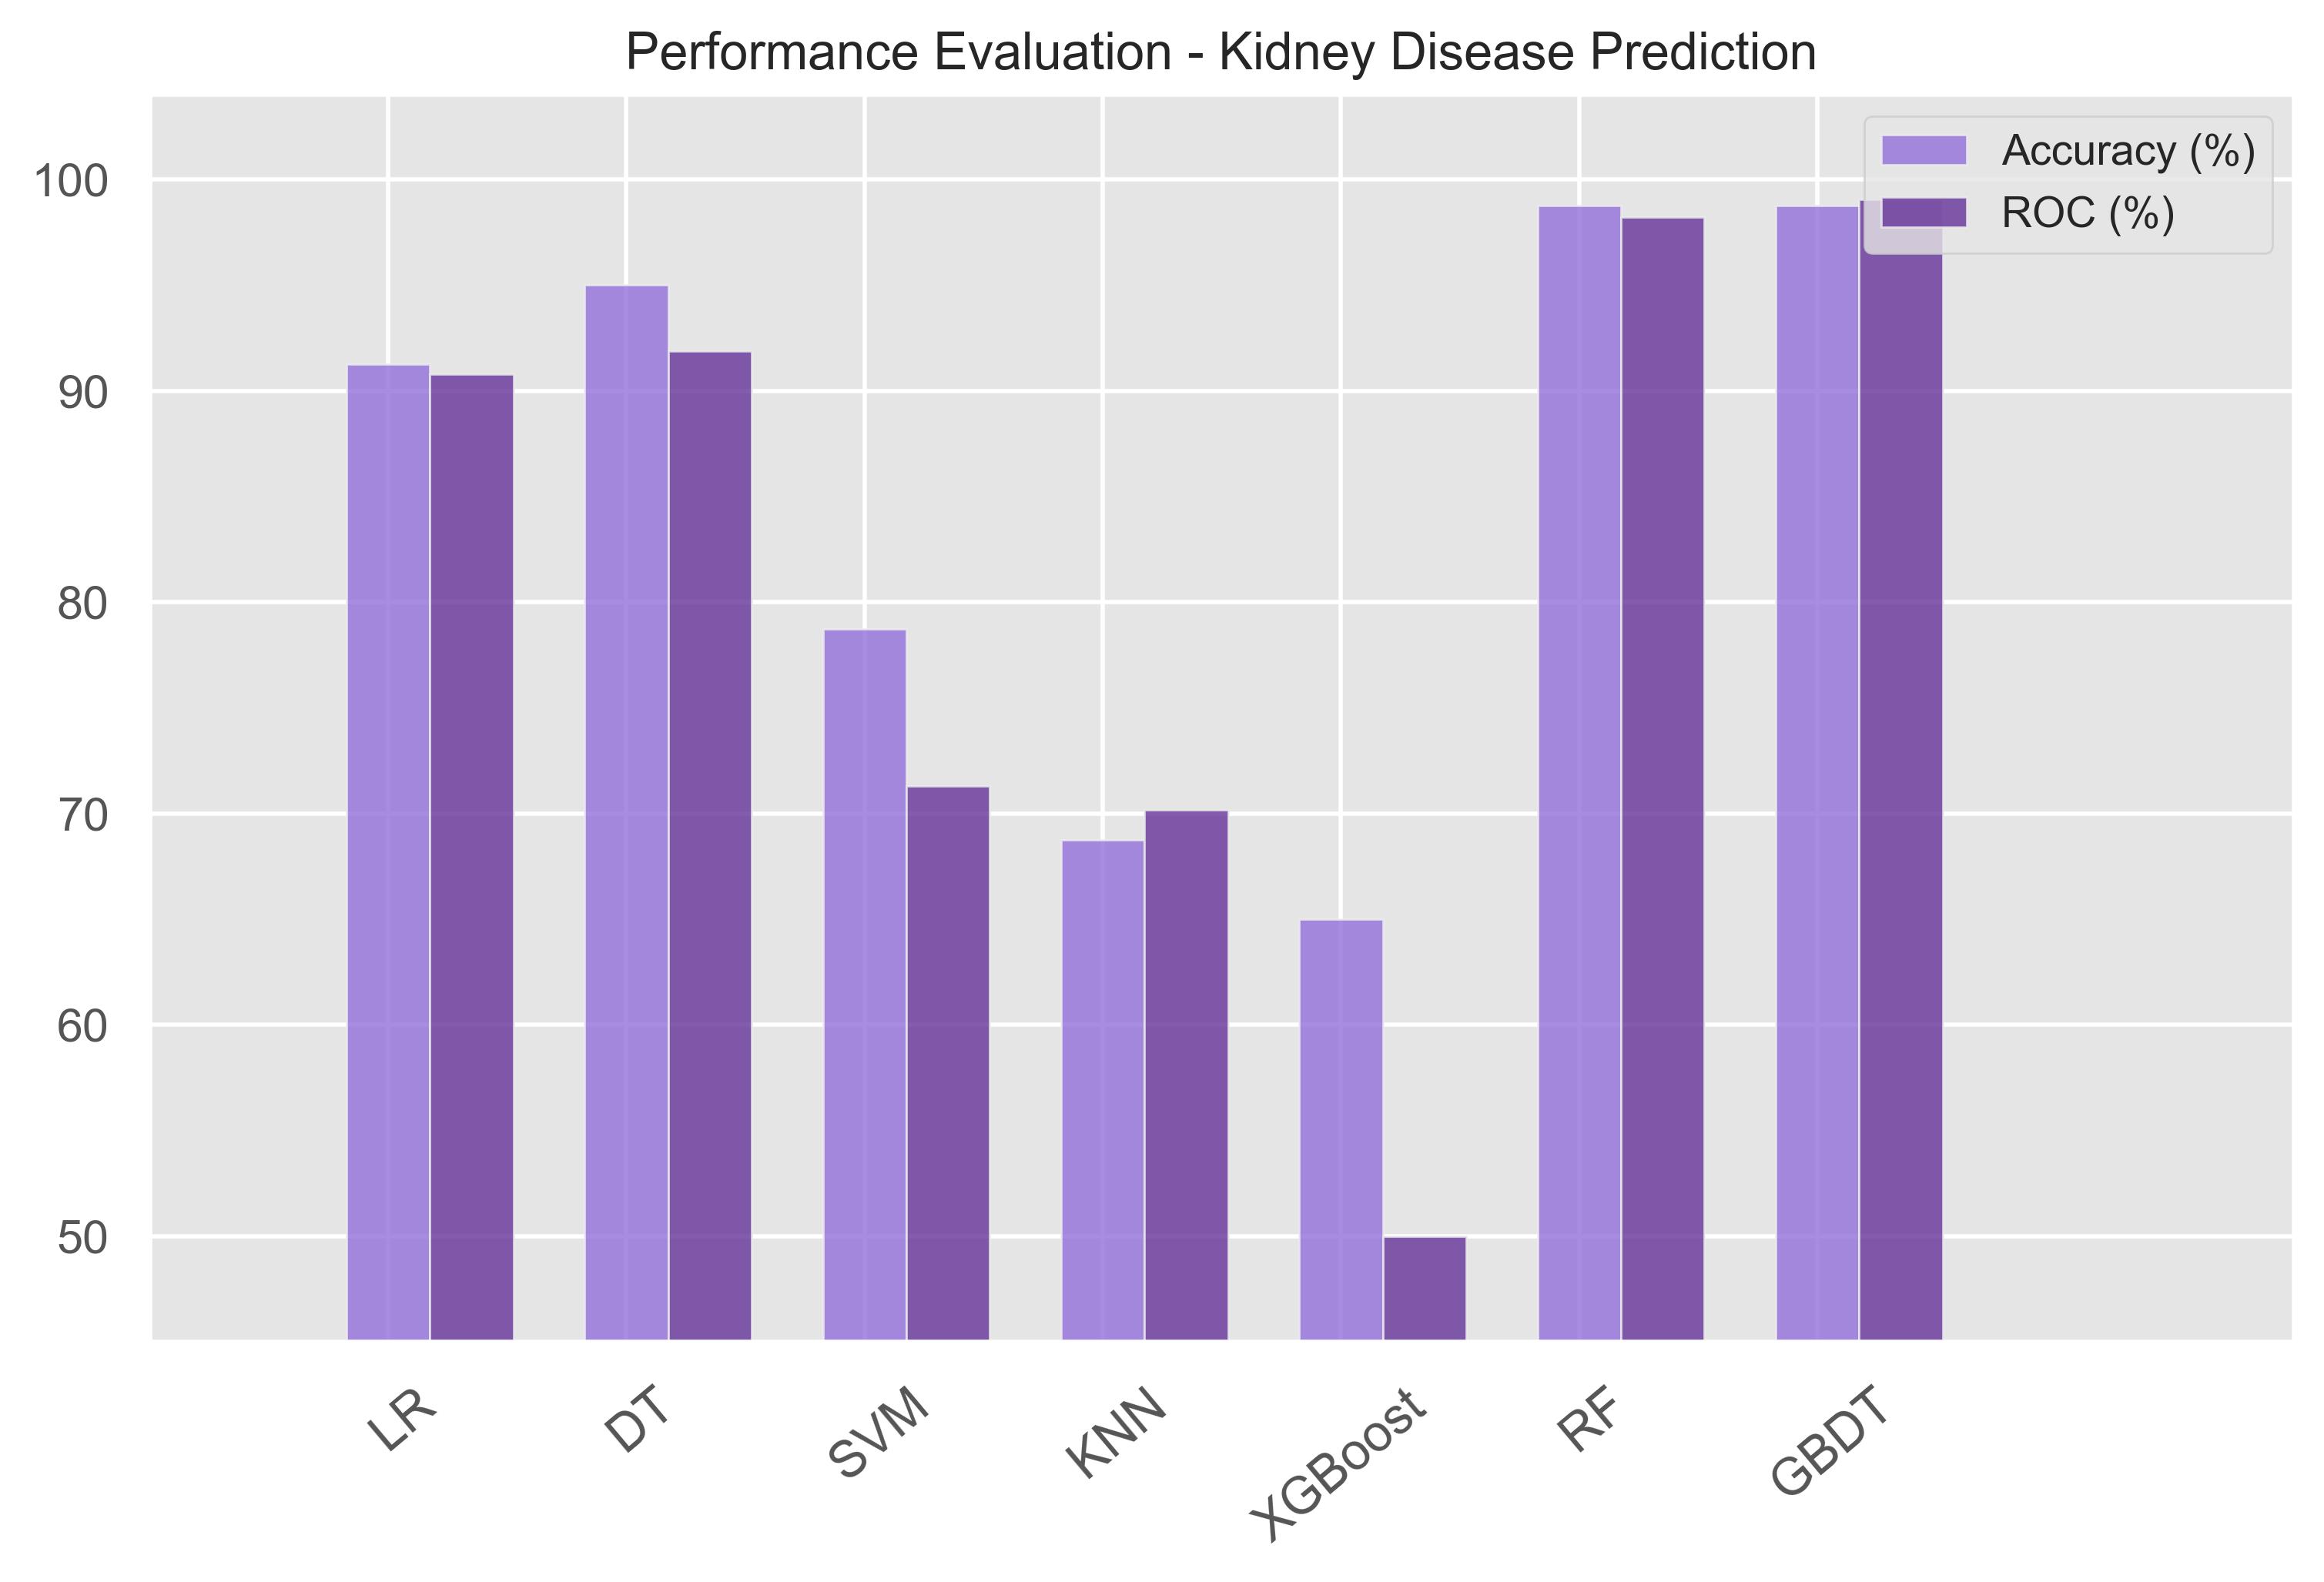 Performance Evaluation - Kidney Disease Prediction
Accuracy (%)
ROC (%)
100
90
80
70
60
50
LR
DT
SVM
KNN
XGBoost
RF
GBDT